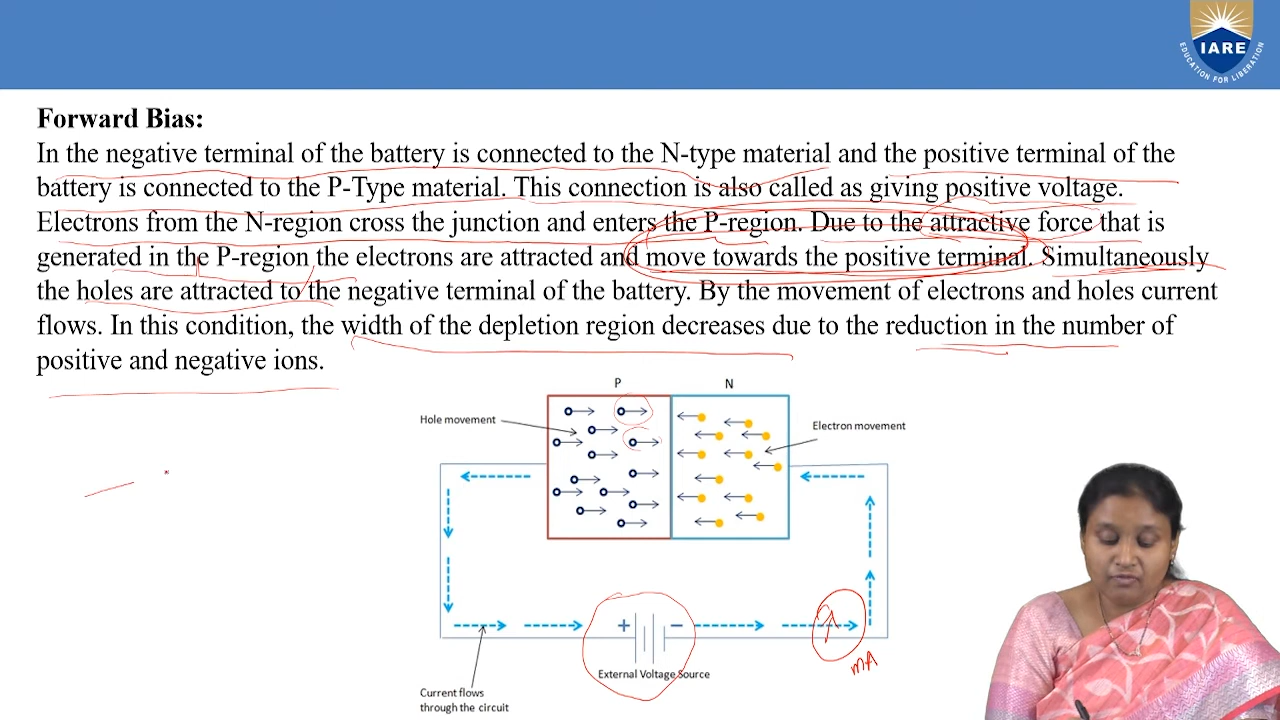 IARE
EDUCATION FOR LIBERATION
Forward Bias:
In the negative terminal of the battery is connected to the N-type material and the positive terminal of the
battery is connected to the P-Type material. This connection is also called as giving positive voltage.
Electrons from the N-region cross the junction and enters the P-region. Due to the attractive force that is
generated in the P-region the electrons are attracted and move towards the positive terminal. Simultaneously
the holes are attracted to the negative terminal of the battery. By the movement of electrons and holes current
flows. In this condition, the width of the depletion region decreases due to the reduction in the number of
positive and negative ions.
P N
Hole movement
Electron movement
+ −
mA
External Voltage Source
Current flows
through the circuit